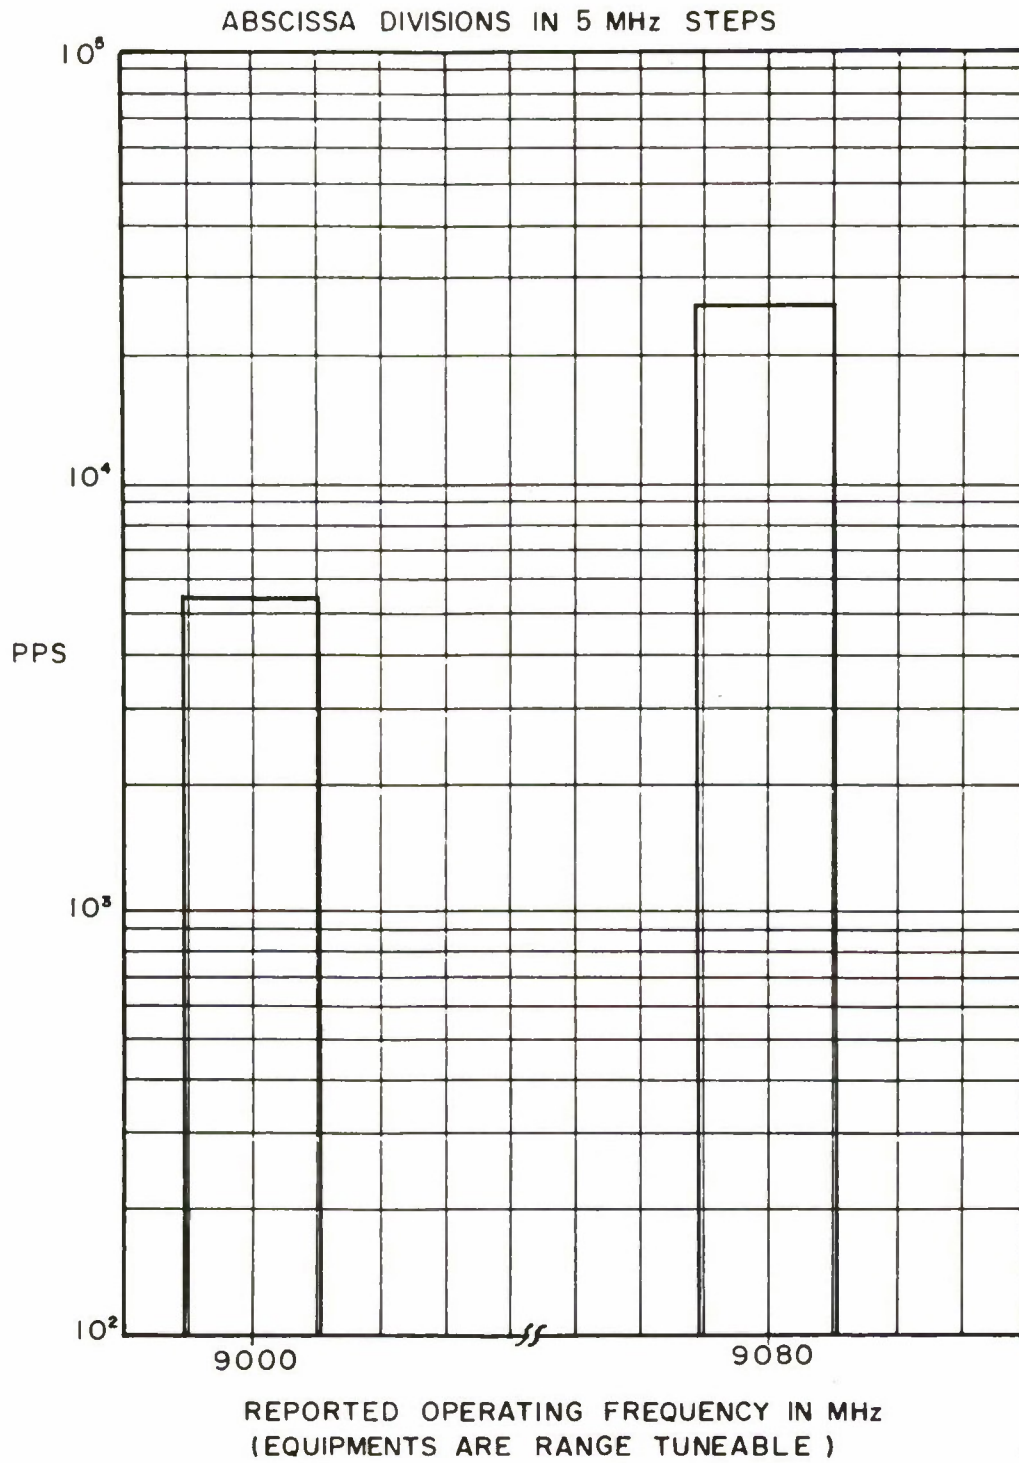 ABSCISSA DIVISIONS IN 5 MHz STEPS
10⁵
10⁴
PPS
10³
10²
9000
9080
REPORTED OPERATING FREQUENCY IN MHz
(EQUIPMENTS ARE RANGE TUNEABLE )